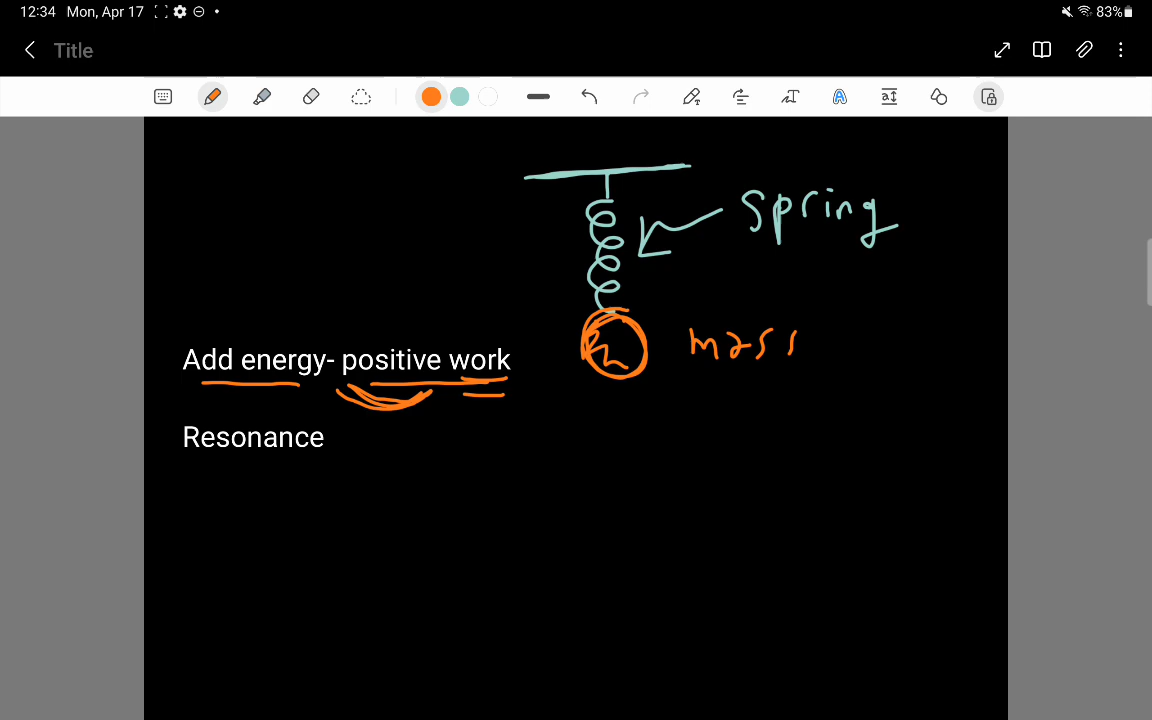 12:34 Mon, Apr 17 83%
Title
spring
mass
Add energy- positive work
Resonance